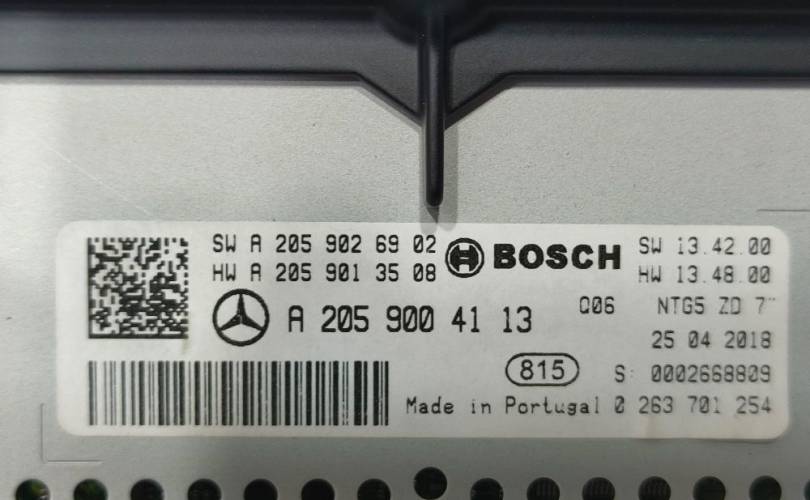 SW A 205 902 69 02
HW A 205 901 35 08
BOSCH
SW 13.42.00
HW 13.48.00
A 205 900 41 13
Q06 NTG5 ZD 7"
25 04 2018
815
S: 0002668809
Made in Portugal 0 263 701 254